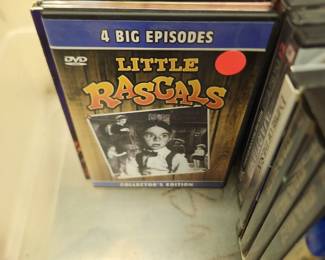 4 BIG EPISODES
DVD
LITTLE
RASCALS
COLLECTOR'S EDITION